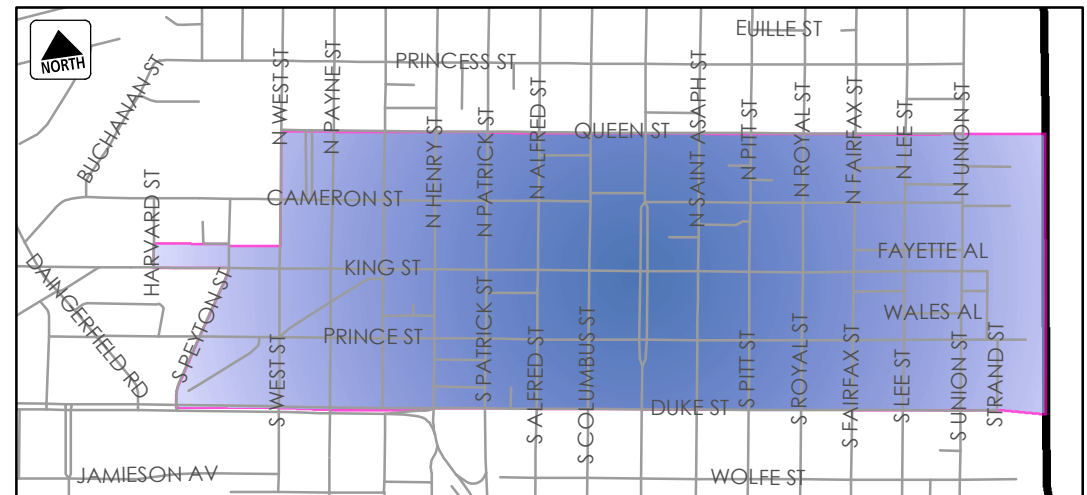 EUILLE ST
NORTH
PRINCESS ST
BUCHANAN ST
N WEST ST
N PAYNE ST
N HENRY ST
N PATRICK ST
N ALFRED ST
QUEEN ST
N SAINT ASAPH ST
N PITT ST
N ROYAL ST
N FAIRFAX ST
N LEE ST
N UNION ST
HARVARD ST
CAMERON ST
FAYETTE AL
DAINGERFIELD RD
S PEYTON ST
KING ST
WALES AL
PRINCE ST
S WEST ST
S PATRICK ST
S ALFRED ST
S COLUMBUS ST
S PITT ST
S ROYAL ST
S FAIRFAX ST
S LEE ST
S UNION ST
STRAND ST
DUKE ST
JAMIESON AV
WOLFE ST